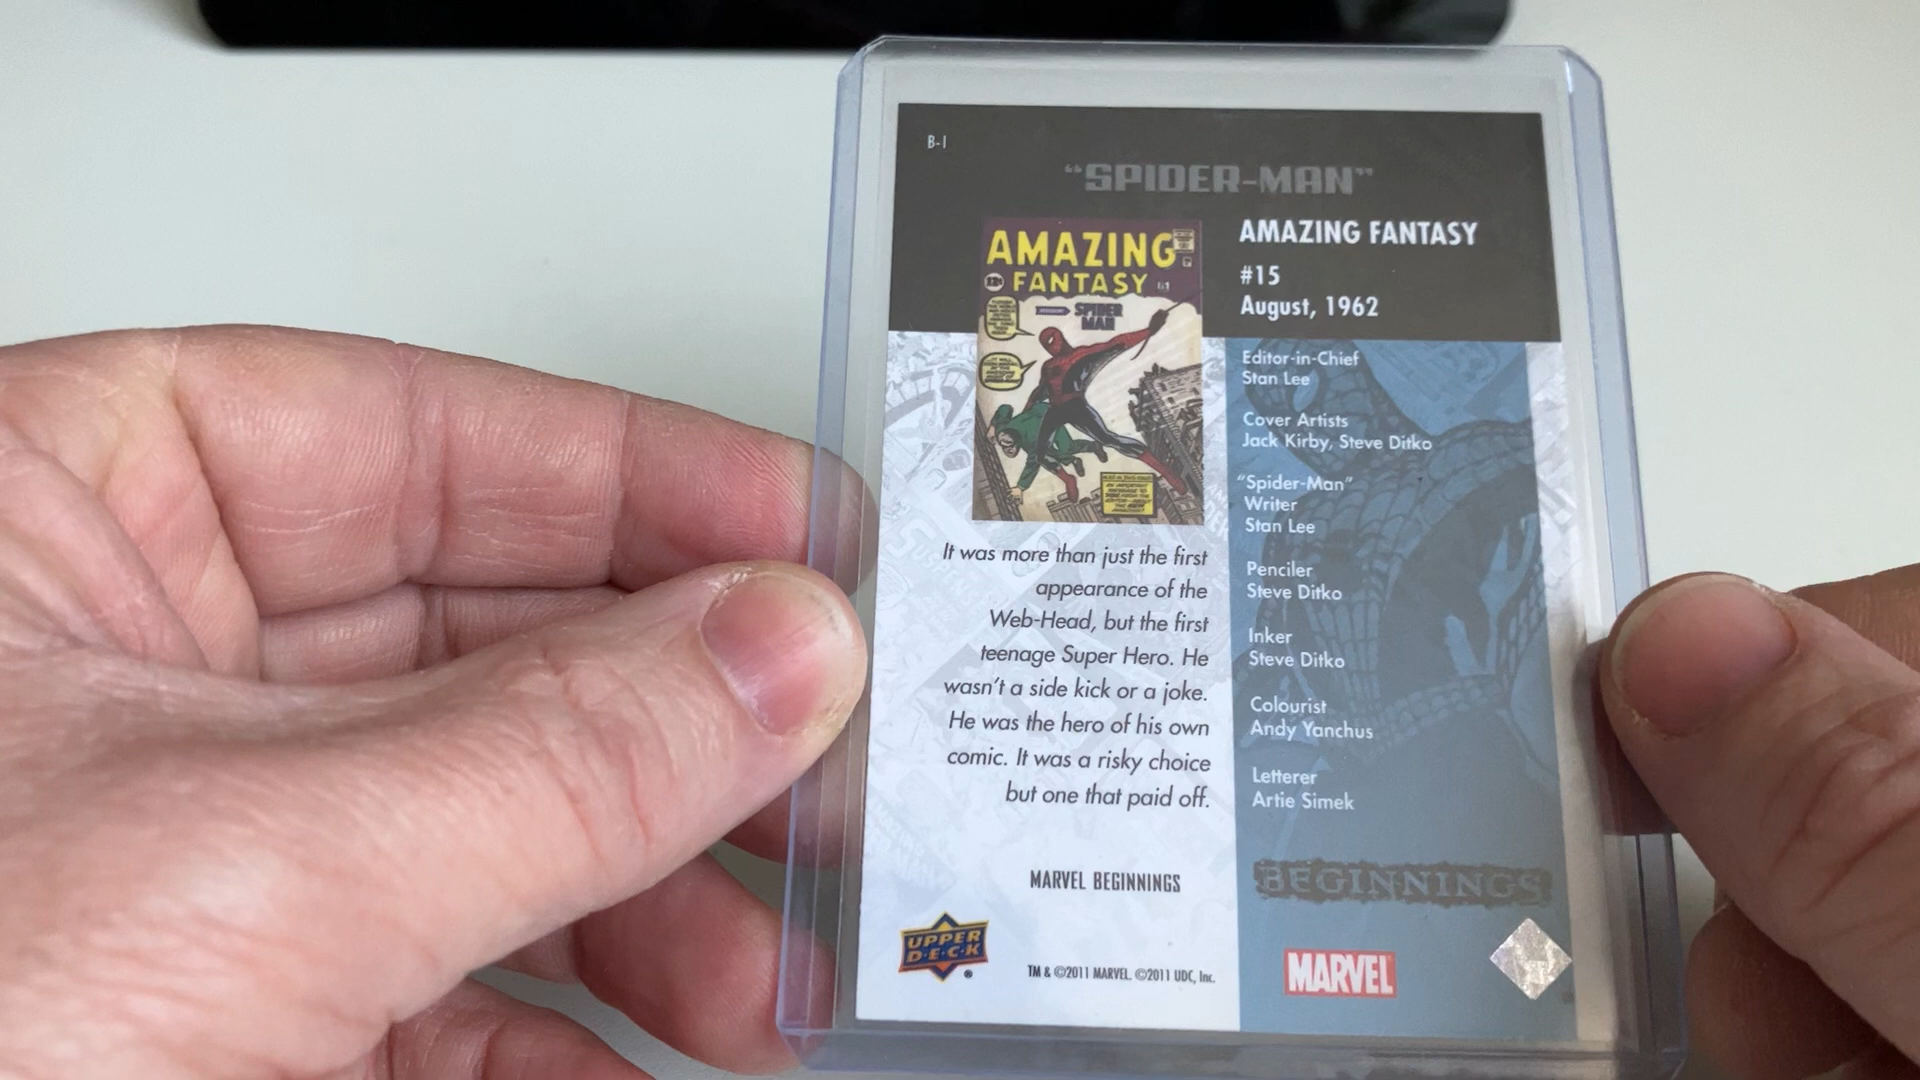 B-1
"SPIDER-MAN"
AMAZING
FANTASY
SPIDER
MAN
AMAZING FANTASY
#15
August, 1962
It was more than just the first
appearance of the
Web-Head, but the first
teenage Super Hero. He
wasn't a side kick or a joke.
He was the hero of his own
comic. It was a risky choice
but one that paid off.
MARVEL BEGINNINGS
UPPER
D·E·C·K
®
TM & ©2011 MARVEL. ©2011 UDC, Inc.
Editor-in-Chief
Stan Lee
Cover Artists
Jack Kirby, Steve Ditko
"Spider-Man"
Writer
Stan Lee
Penciler
Steve Ditko
Inker
Steve Ditko
Colourist
Andy Yanchus
Letterer
Artie Simek
BEGINNINGS
MARVEL